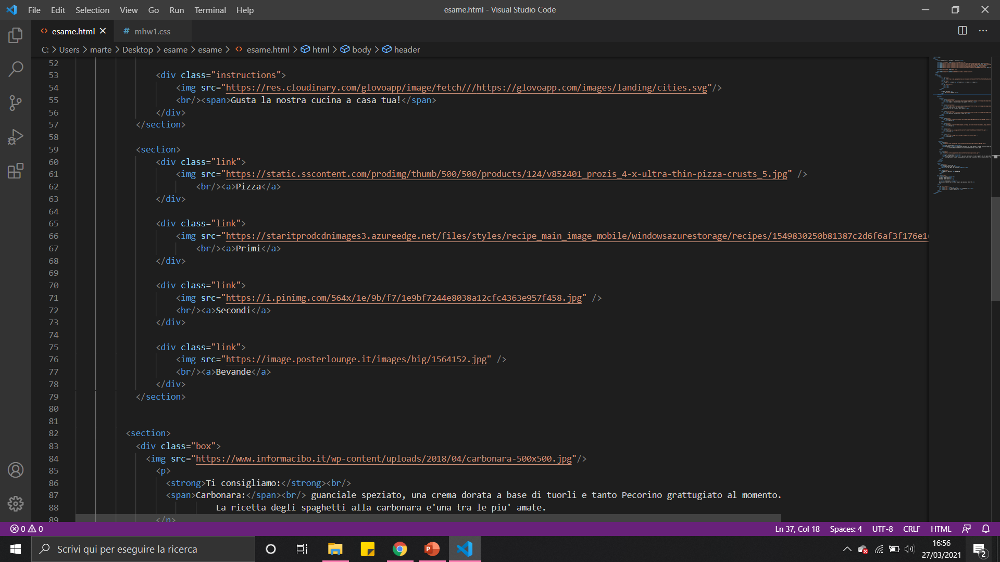 File Edit Selection View Go Run Terminal Help
esame.html - Visual Studio Code
esame.html
# mhw1.css
C: > Users > marte > Desktop > esame > esame > esame.html > html > body > header
52
53 <div class="instructions">
54 <img src="https://res.cloudinary.com/glovoapp/image/fetch///https://glovoapp.com/images/landing/cities.svg"/>
55 <br/><span>Gusta la nostra cucina a casa tua!</span>
56 </div>
57 </section>
58
59 <section>
60 <div class="link">
61 <img src="https://static.sscontent.com/prodimg/thumb/500/500/products/124/v852401_prozis_4-x-ultra-thin-pizza-crusts_5.jpg" />
62 <br/><a>Pizza</a>
63 </div>
64
65 <div class="link">
66 <img src="https://staritprodcdnimages3.azureedge.net/files/styles/recipe_main_image_mobile/windowsazurestorage/recipes/1549830250b81387c2d6f6af3f176e1
67 <br/><a>Primi</a>
68 </div>
69
70 <div class="link">
71 <img src="https://i.pinimg.com/564x/1e/9b/f7/1e9bf7244e8038a12cfc4363e957f458.jpg" />
72 <br/><a>Secondi</a>
73 </div>
74
75 <div class="link">
76 <img src="https://image.posterlounge.it/images/big/1564152.jpg" />
77 <br/><a>Bevande</a>
78 </div>
79 </section>
80
81
82 <section>
83 <div class="box">
84 <img src="https://www.informacibo.it/wp-content/uploads/2018/04/carbonara-500x500.jpg"/>
85 <p>
86 <strong>Ti consigliamo:</strong><br/>
87 <span>Carbonara:</span><br/> guanciale speziato, una crema dorata a base di tuorli e tanto Pecorino grattugiato al momento.
88 La ricetta degli spaghetti alla carbonara e'una tra le piu' amate.
89 </p>
0 0
Ln 37, Col 18 Spaces: 4 UTF-8 CRLF HTML
Scrivi qui per eseguire la ricerca
16:56
27/03/2021
2